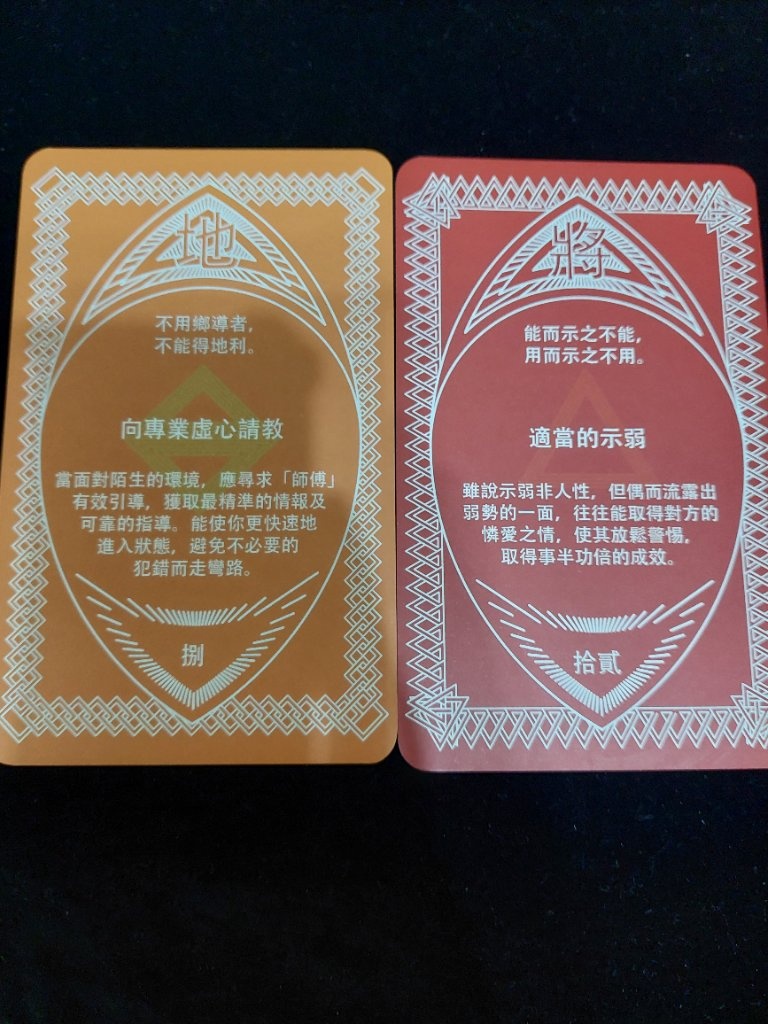 地
不用鄉導者，
不能得地利。
向專業虛心請教
當面對陌生的環境，應尋求「師傅」
有效引導，獲取最精準的情報及
可靠的指導。能使你更快速地
進入狀態，避免不必要的
犯錯而走彎路。
捌
將
能而示之不能，
用而示之不用。
適當的示弱
雖說示弱非人性，但偶而流露出
弱勢的一面，往往能取得對方的
憐愛之情，使其放鬆警惕，
取得事半功倍的成效。
拾貳